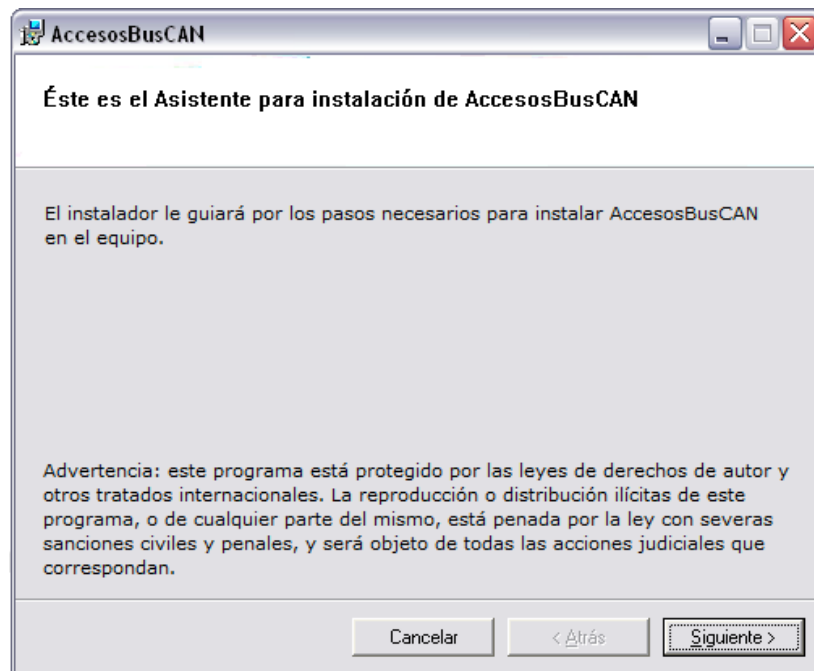 AccesosBusCAN
Éste es el Asistente para instalación de AccesosBusCAN
El instalador le guiará por los pasos necesarios para instalar AccesosBusCAN
en el equipo.
Advertencia: este programa está protegido por las leyes de derechos de autor y
otros tratados internacionales. La reproducción o distribución ilícitas de este
programa, o de cualquier parte del mismo, está penada por la ley con severas
sanciones civiles y penales, y será objeto de todas las acciones judiciales que
correspondan.
Cancelar < Atrás Siguiente >